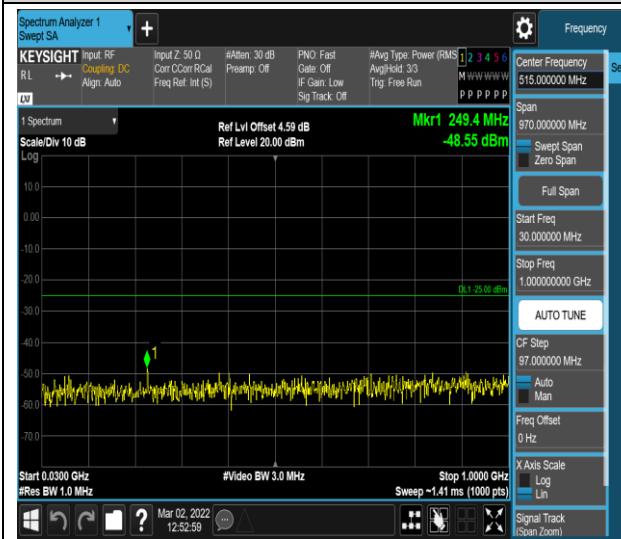 Spectrum Analyzer 1
Swept SA
Frequency
KEYSIGHT
Input: RF
Coupling: DC
Align: Auto
RL
LXI
Input Z: 50 Ω
Corr CCorr RCal
Freq Ref: Int (S)
#Atten: 30 dB
Preamp: Off
PNO: Fast
Gate: Off
IF Gain: Low
Sig Track: Off
#Avg Type: Power (RMS
Avg|Hold: 3/3
Trig: Free Run
1 2 3 4 5 6
M W W W W W
P P P P P P
1 Spectrum
Scale/Div 10 dB
Log
Ref Lvl Offset 4.59 dB
Ref Level 20.00 dBm
Mkr1 249.4 MHz
-48.55 dBm
10.0
0.00
-10.0
-20.0
-30.0
-40.0
-50.0
-60.0
-70.0
DL1 -25.00 dBm
1
Start 0.0300 GHz
#Res BW 1.0 MHz
#Video BW 3.0 MHz
Stop 1.0000 GHz
Sweep ~1.41 ms (1000 pts)
Mar 02, 2022
12:52:59
?
Center Frequency
515.000000 MHz
Se
Span
970.000000 MHz
Swept Span
Zero Span
Full Span
Start Freq
30.000000 MHz
Stop Freq
1.000000000 GHz
AUTO TUNE
CF Step
97.000000 MHz
Auto
Man
Freq Offset
0 Hz
X Axis Scale
Log
Lin
Signal Track
(Span Zoom)